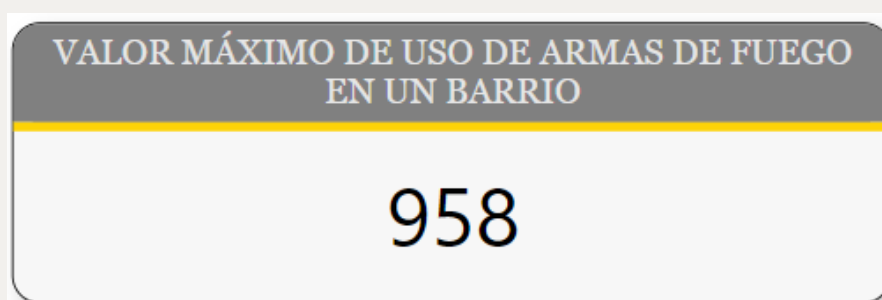 VALOR MÁXIMO DE USO DE ARMAS DE FUEGO
EN UN BARRIO
958